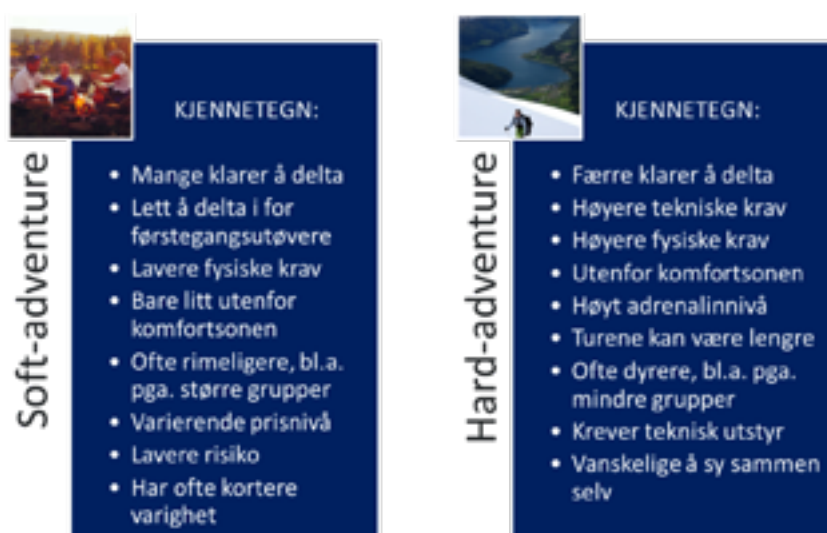 Soft-adventure
KJENNETEGN:
• Mange klarer å delta
• Lett å delta i for
førstegangsutøvere
• Lavere fysiske krav
• Bare litt utenfor
komfortsonen
• Ofte rimeligere, bl.a.
pga. større grupper
• Varierende prisnivå
• Lavere risiko
• Har ofte kortere
varighet
Hard-adventure
KJENNETEGN:
• Færre klarer å delta
• Høyere tekniske krav
• Høyere fysiske krav
• Utenfor komfortsonen
• Høyt adrenalinnivå
• Turene kan være lengre
• Ofte dyrere, bl.a. pga.
mindre grupper
• Krever teknisk utstyr
• Vanskelige å sy sammen
selv